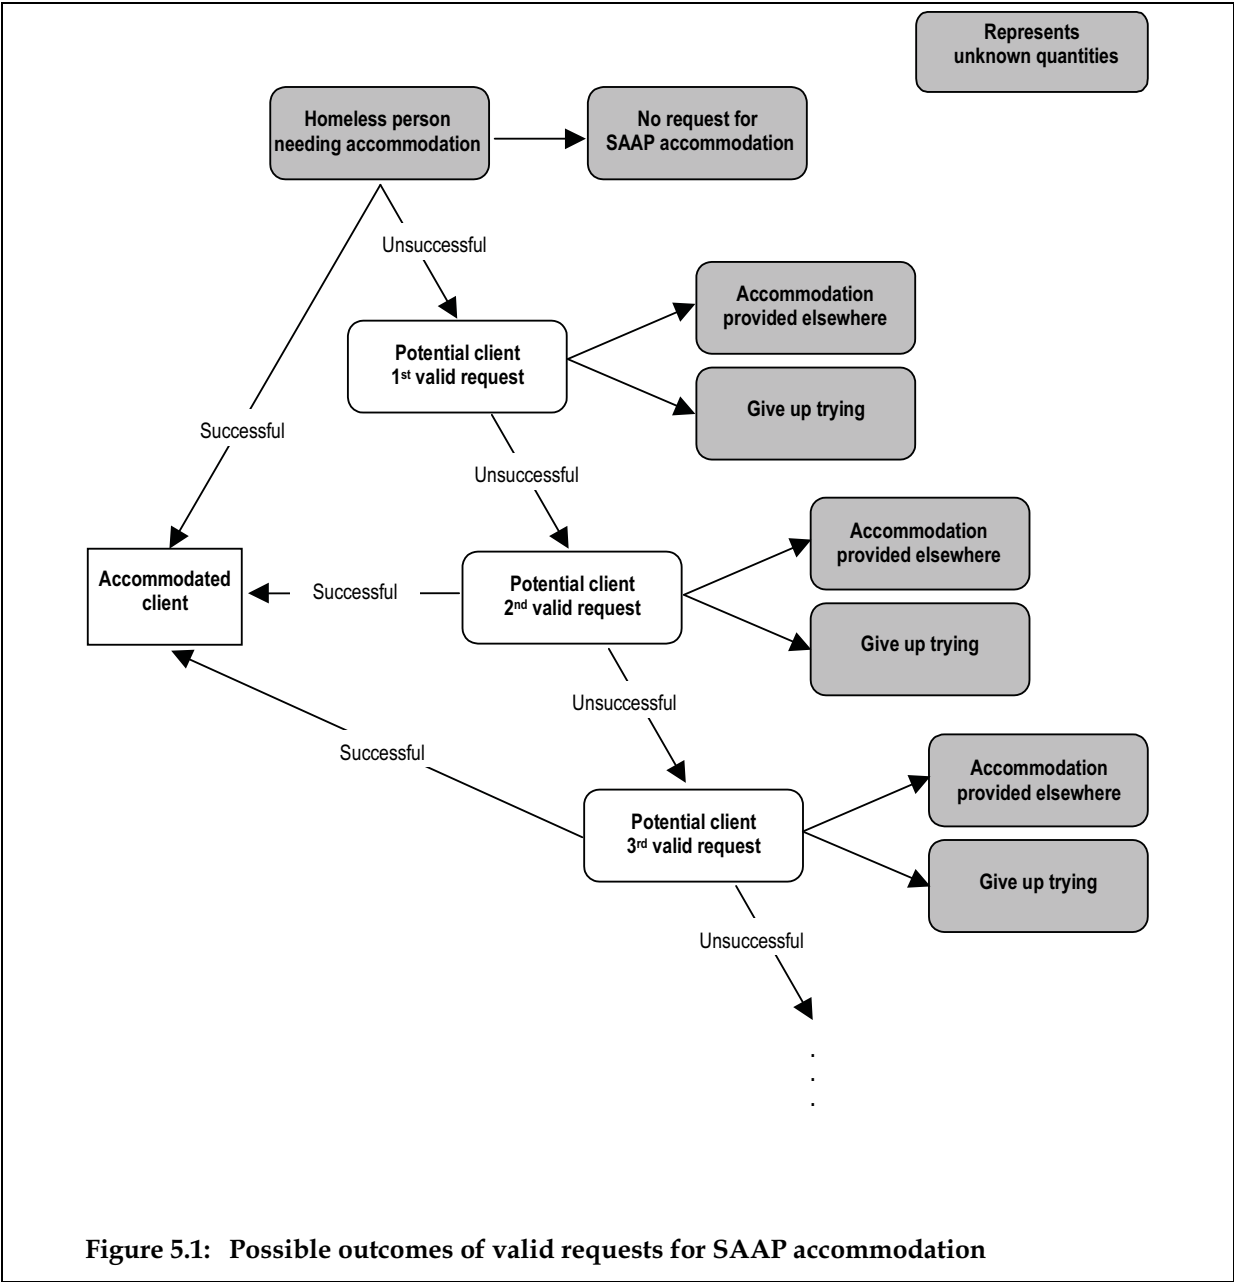 Represents
unknown quantities
Homeless person
needing accommodation
No request for
SAAP accommodation
Unsuccessful
Accommodation
provided elsewhere
Potential client
1st valid request
Give up trying
Successful
Unsuccessful
Accommodation
provided elsewhere
Accommodated
client
Successful
Potential client
2nd valid request
Give up trying
Unsuccessful
Successful
Accommodation
provided elsewhere
Potential client
3rd valid request
Give up trying
Unsuccessful
.
.
.
Figure 5.1: Possible outcomes of valid requests for SAAP accommodation